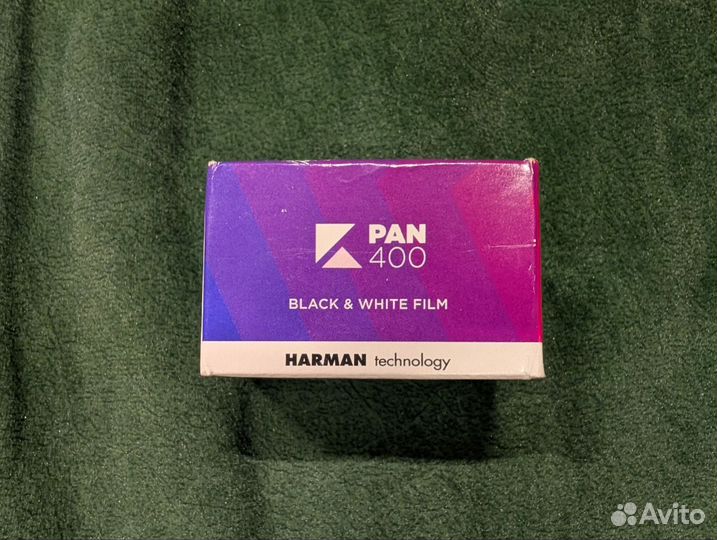 PAN
400
BLACK & WHITE FILM
HARMAN technology
Avito